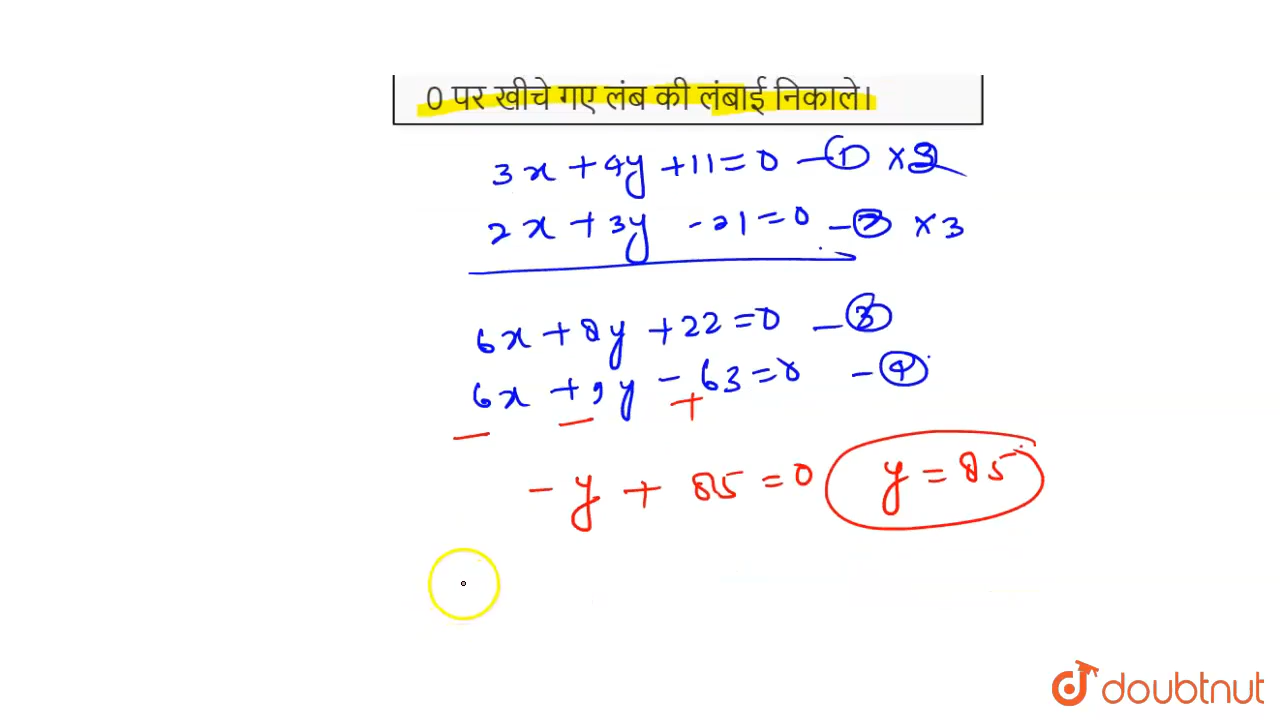 0 पर खीचे गए लंब की लंबाई निकाले।
3x + 4y + 11 = 0 — ① × 2
2x + 3y - 21 = 0 — ② × 3
6x + 8y + 22 = 0 — ③
6x + 9y - 63 = 0 — ④
— — +
- y + 85 = 0 y = 85
doubtnut